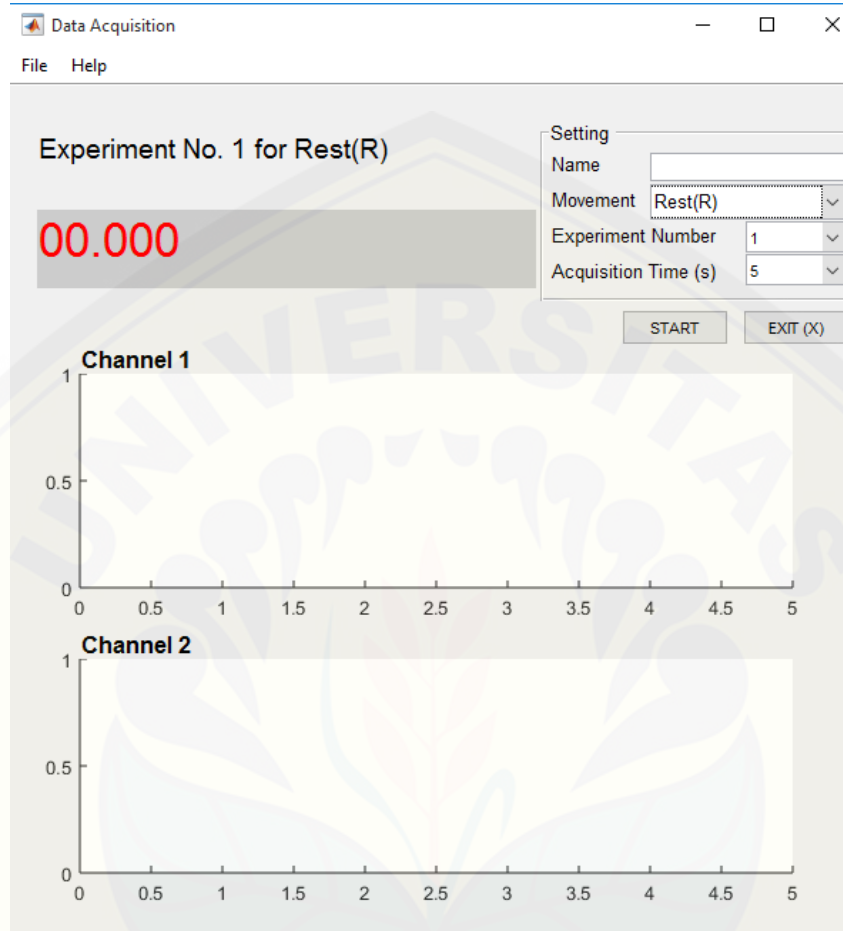 Data Acquisition
File Help
Experiment No. 1 for Rest(R)
00.000
Setting
Name
Movement Rest(R)
Experiment Number 1
Acquisition Time (s) 5
START EXIT (X)
Channel 1
1
0.5
0
0 0.5 1 1.5 2 2.5 3 3.5 4 4.5 5
Channel 2
1
0.5
0
0 0.5 1 1.5 2 2.5 3 3.5 4 4.5 5
UNIVERSITAS